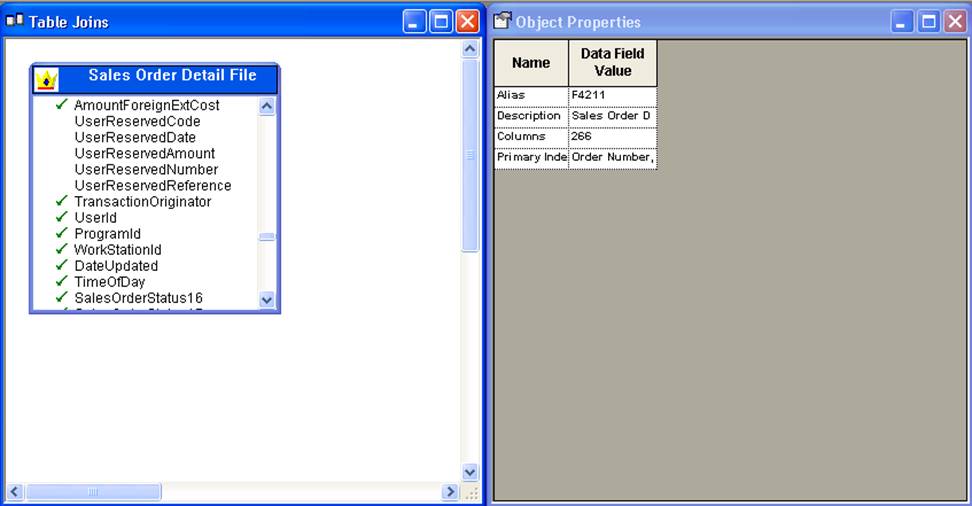 Table Joins
Sales Order Detail File
AmountForeignExtCost
UserReservedCode
UserReservedDate
UserReservedAmount
UserReservedNumber
UserReservedReference
TransactionOriginator
UserId
ProgramId
WorkStationId
DateUpdated
TimeOfDay
SalesOrderStatus16
Object Properties
Name Data Field Value
Alias F4211
Description Sales Order D
Columns 266
Primary Inde Order Number,